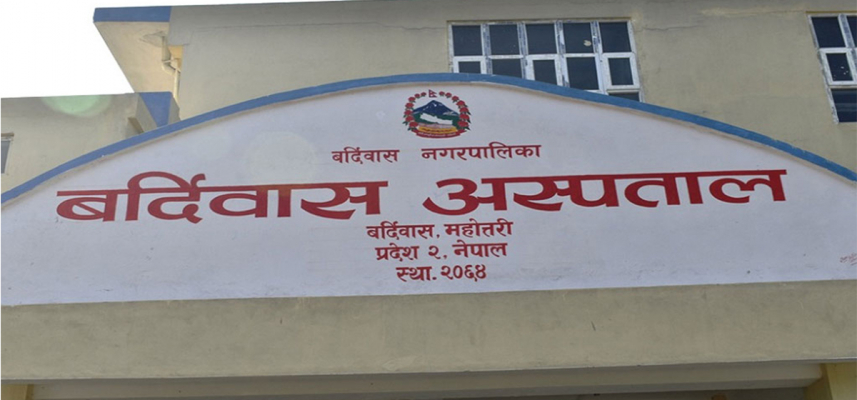 बर्दिवास नगरपालिका
बर्दिवास अस्पताल
बर्दिवास, महोत्तरी
प्रदेश २, नेपाल
स्था. २०६४